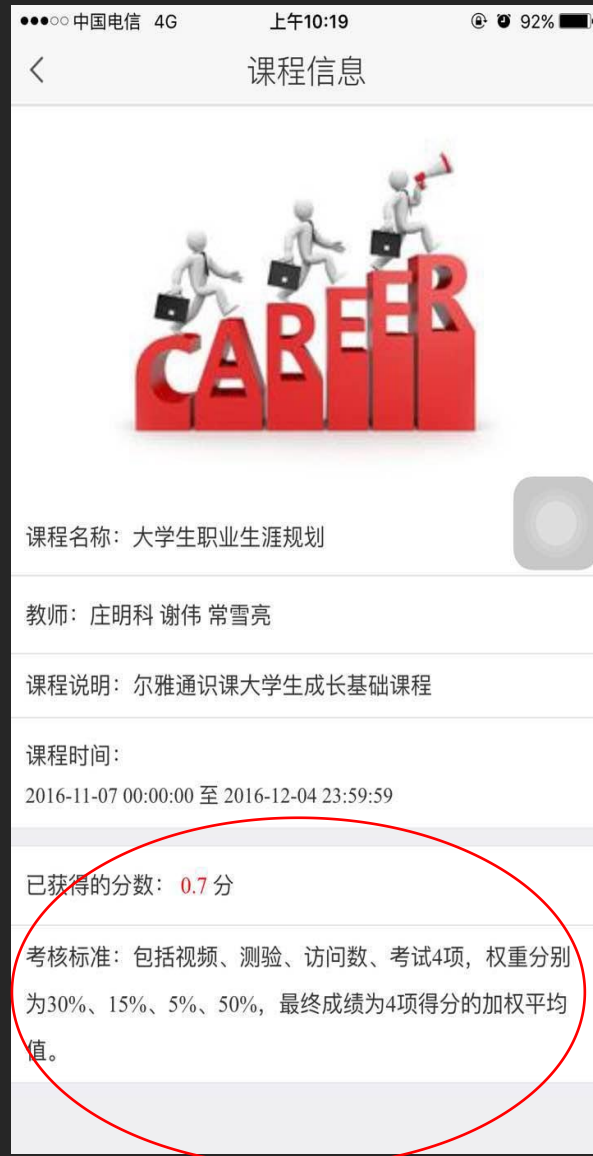 中国电信 4G 上午10:19 92%
课程信息
CAREER
课程名称：大学生职业生涯规划
教师：庄明科 谢伟 常雪亮
课程说明：尔雅通识课大学生成长基础课程
课程时间：
2016-11-07 00:00:00 至 2016-12-04 23:59:59
已获得的分数： 0.7 分
考核标准：包括视频、测验、访问数、考试4项，权重分别
为30%、15%、5%、50%，最终成绩为4项得分的加权平均
值。